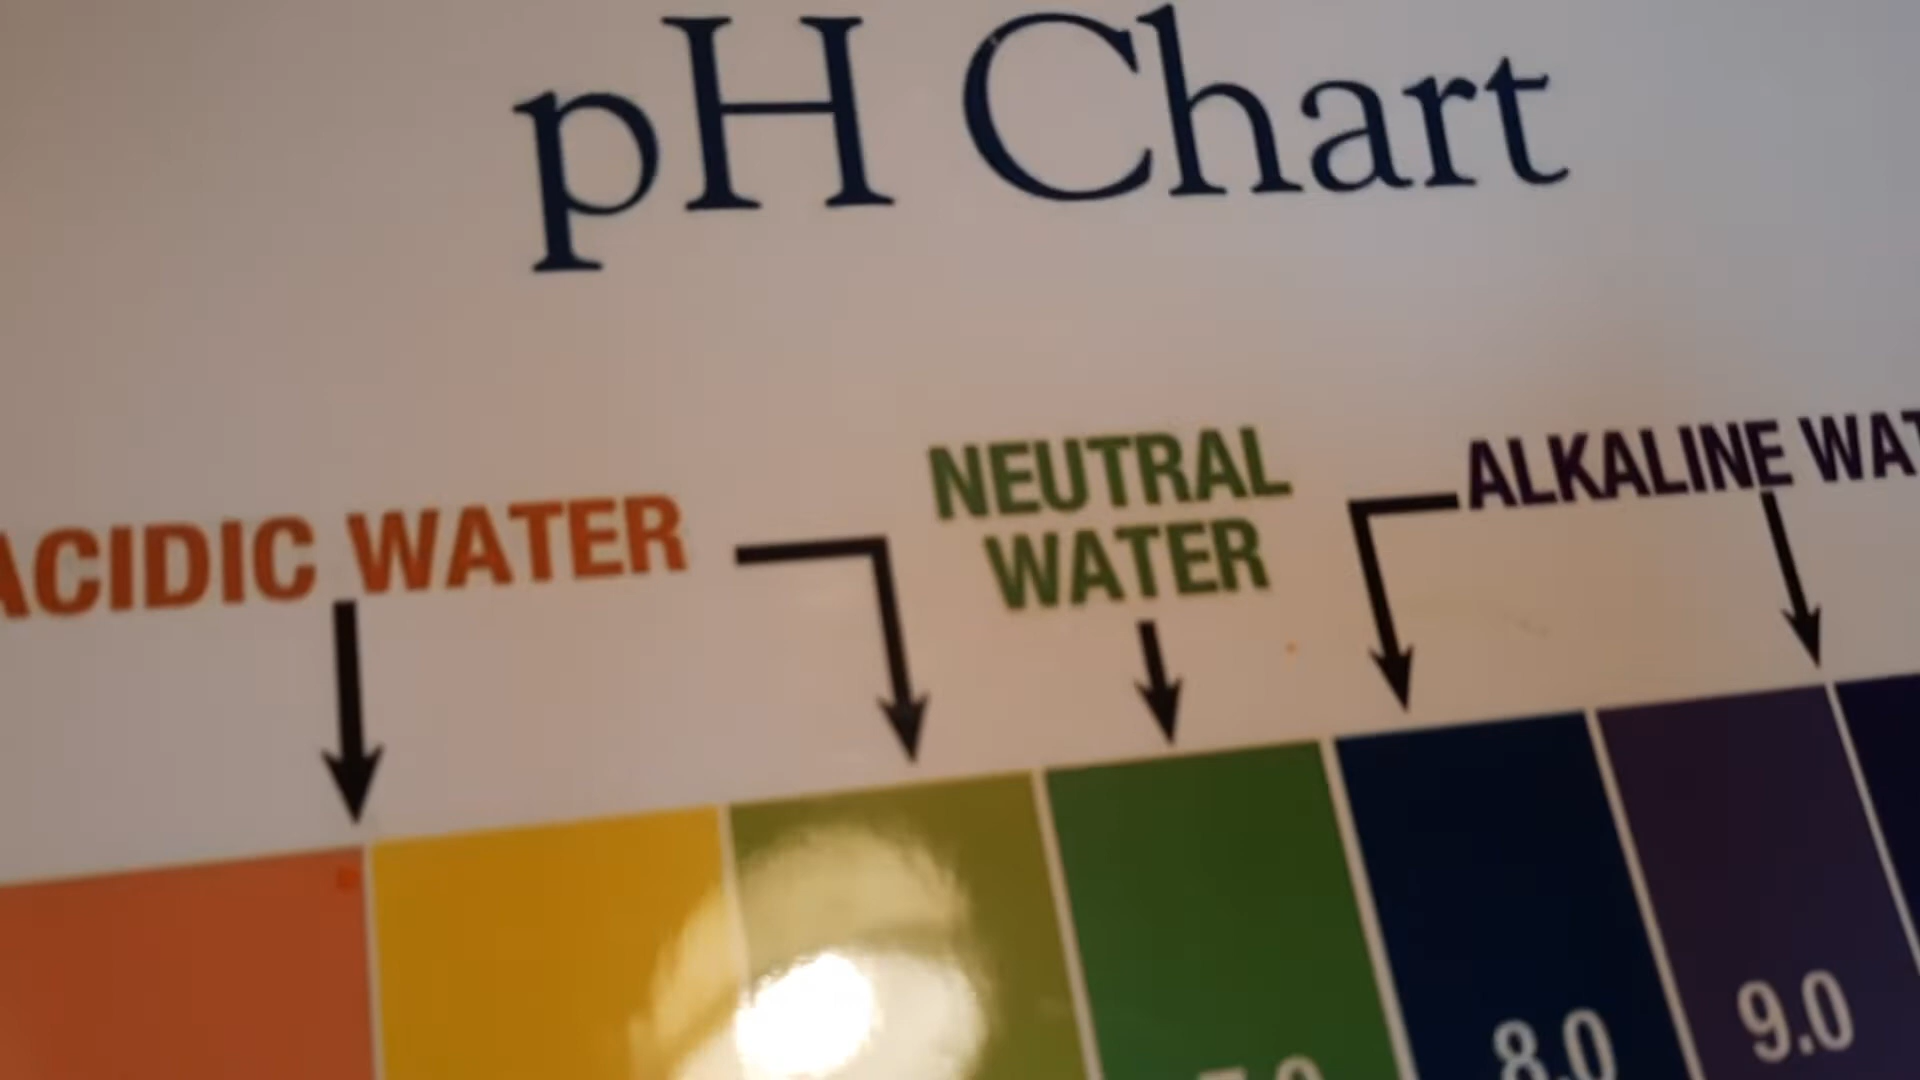 pH Chart
ACIDIC WATER
NEUTRAL
WATER
ALKALINE
8.0
9.0